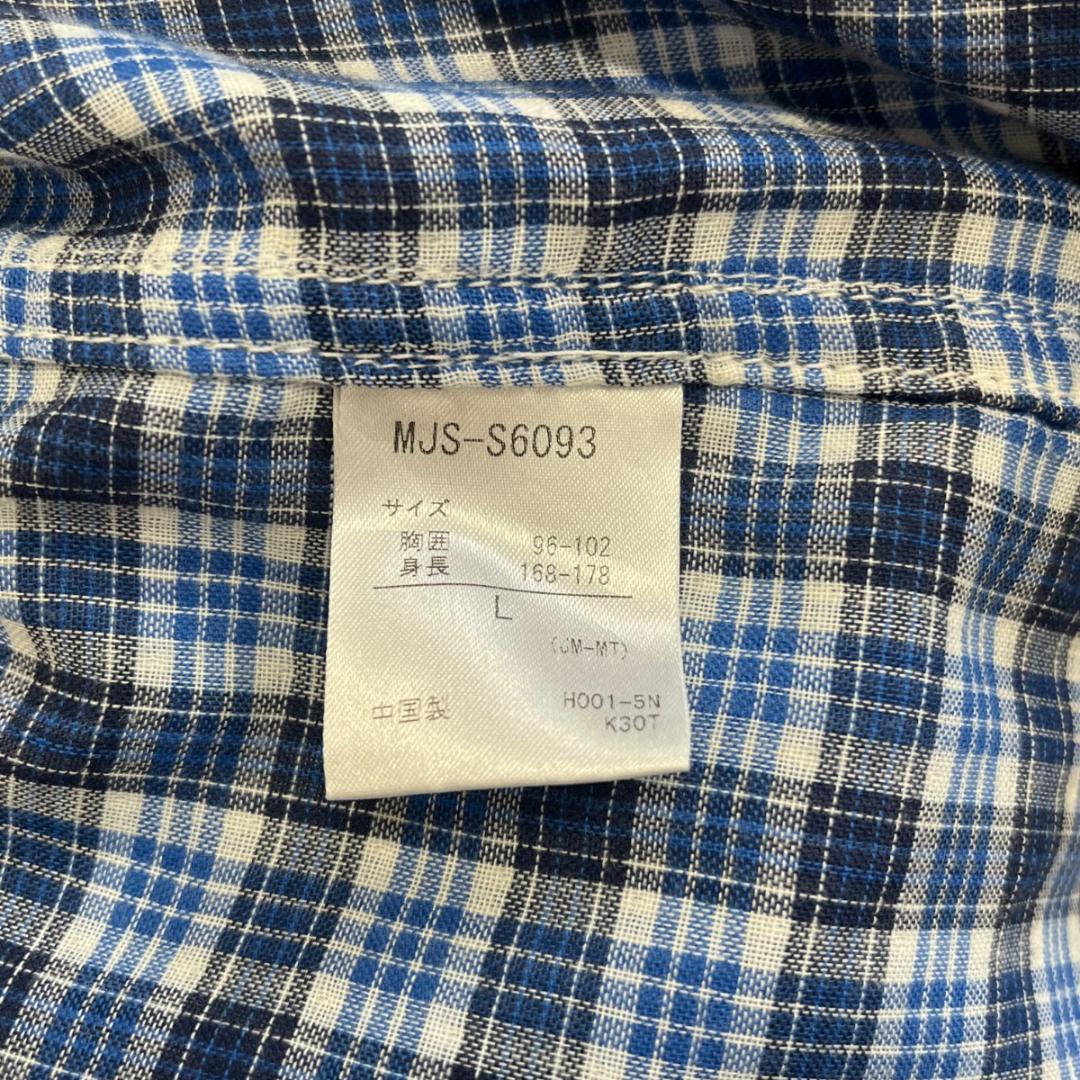 MJS-S6093
サイズ
胸囲 96-102
身長 168-178
L
(JM-MT)
中国製 H001-5N
K30T